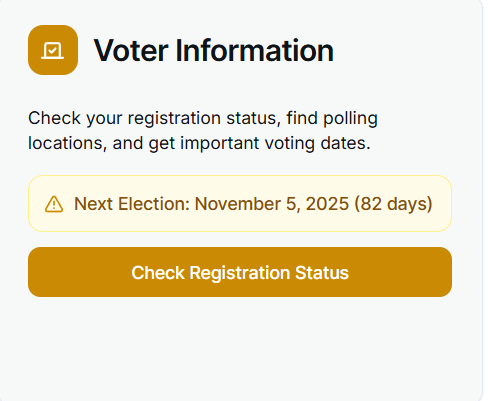 Voter Information
Check your registration status, find polling
locations, and get important voting dates.
Next Election: November 5, 2025 (82 days)
Check Registration Status